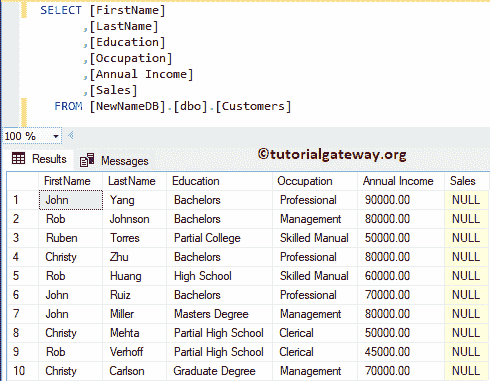 SELECT [FirstName]
,[LastName]
,[Education]
,[Occupation]
,[Annual Income]
,[Sales]
FROM [NewNameDB].[dbo].[Customers]
100 %
©tutorialgateway.org
Results Messages
FirstName LastName Education Occupation Annual Income Sales
1 John Yang Bachelors Professional 90000.00 NULL
2 Rob Johnson Bachelors Management 80000.00 NULL
3 Ruben Torres Partial College Skilled Manual 50000.00 NULL
4 Christy Zhu Bachelors Professional 80000.00 NULL
5 Rob Huang High School Skilled Manual 60000.00 NULL
6 John Ruiz Bachelors Professional 70000.00 NULL
7 John Miller Masters Degree Management 80000.00 NULL
8 Christy Mehta Partial High School Clerical 50000.00 NULL
9 Rob Verhoff Partial High School Clerical 45000.00 NULL
10 Christy Carlson Graduate Degree Management 70000.00 NULL